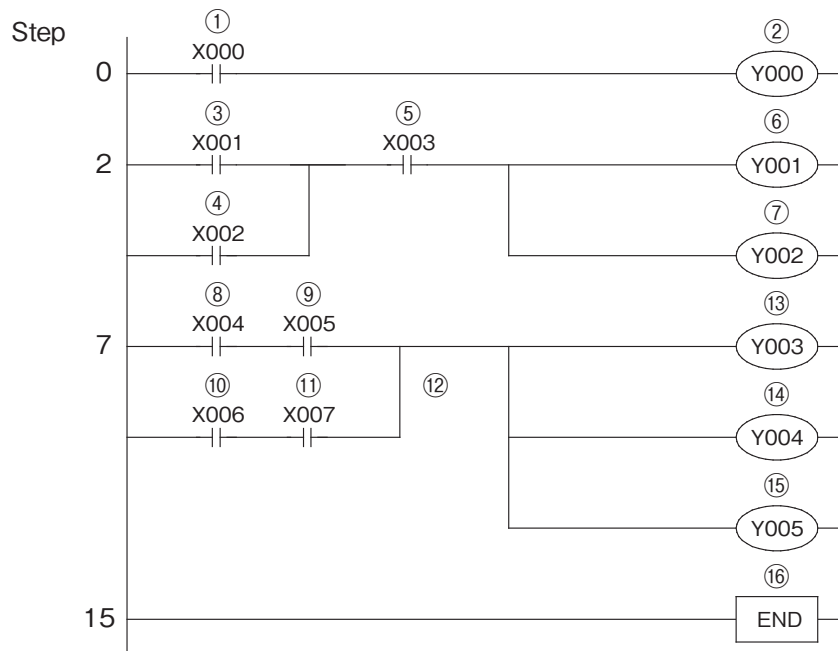 Step
① ②
X000
0 Y000
③ ⑤ ⑥
X001 X003
2 Y001
④ ⑦
X002 Y002
⑧ ⑨ ⑬
X004 X005
7 Y003
⑩ ⑪ ⑫ ⑭
X006 X007
Y004
⑮
Y005
⑯
15 END